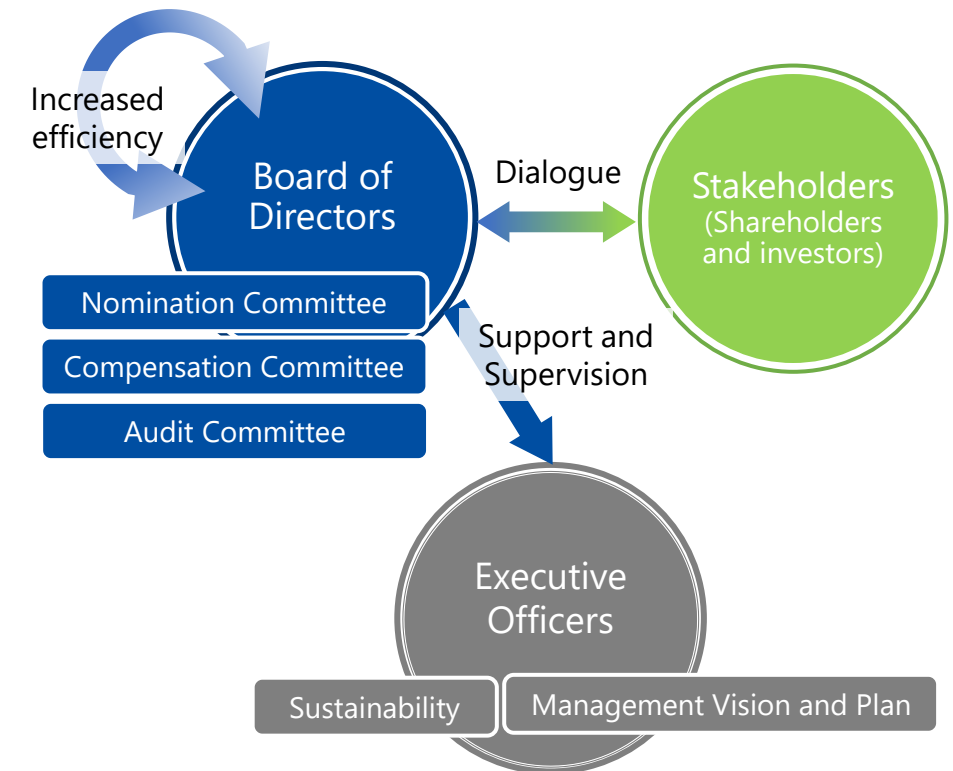 Increased
efficiency
Board of
Directors
Dialogue
Stakeholders
(Shareholders
and investors)
Nomination Committee
Compensation Committee
Audit Committee
Support and
Supervision
Executive
Officers
Sustainability
Management Vision and Plan